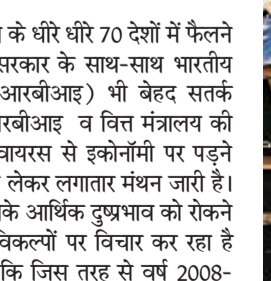 के धीरे धीरे 70 देशों में फैलने
सरकार के साथ-साथ भारतीय
आरबीआइ) भी बेहद सतर्क
रबीआइ व वित्त मंत्रालय की
वायरस से इकोनॉमी पर पड़ने
लेकर लगातार मंथन जारी है।
के आर्थिक दुष्प्रभाव को रोकने
विकल्पों पर विचार कर रहा है
कि जिस तरह से वर्ष 2008-